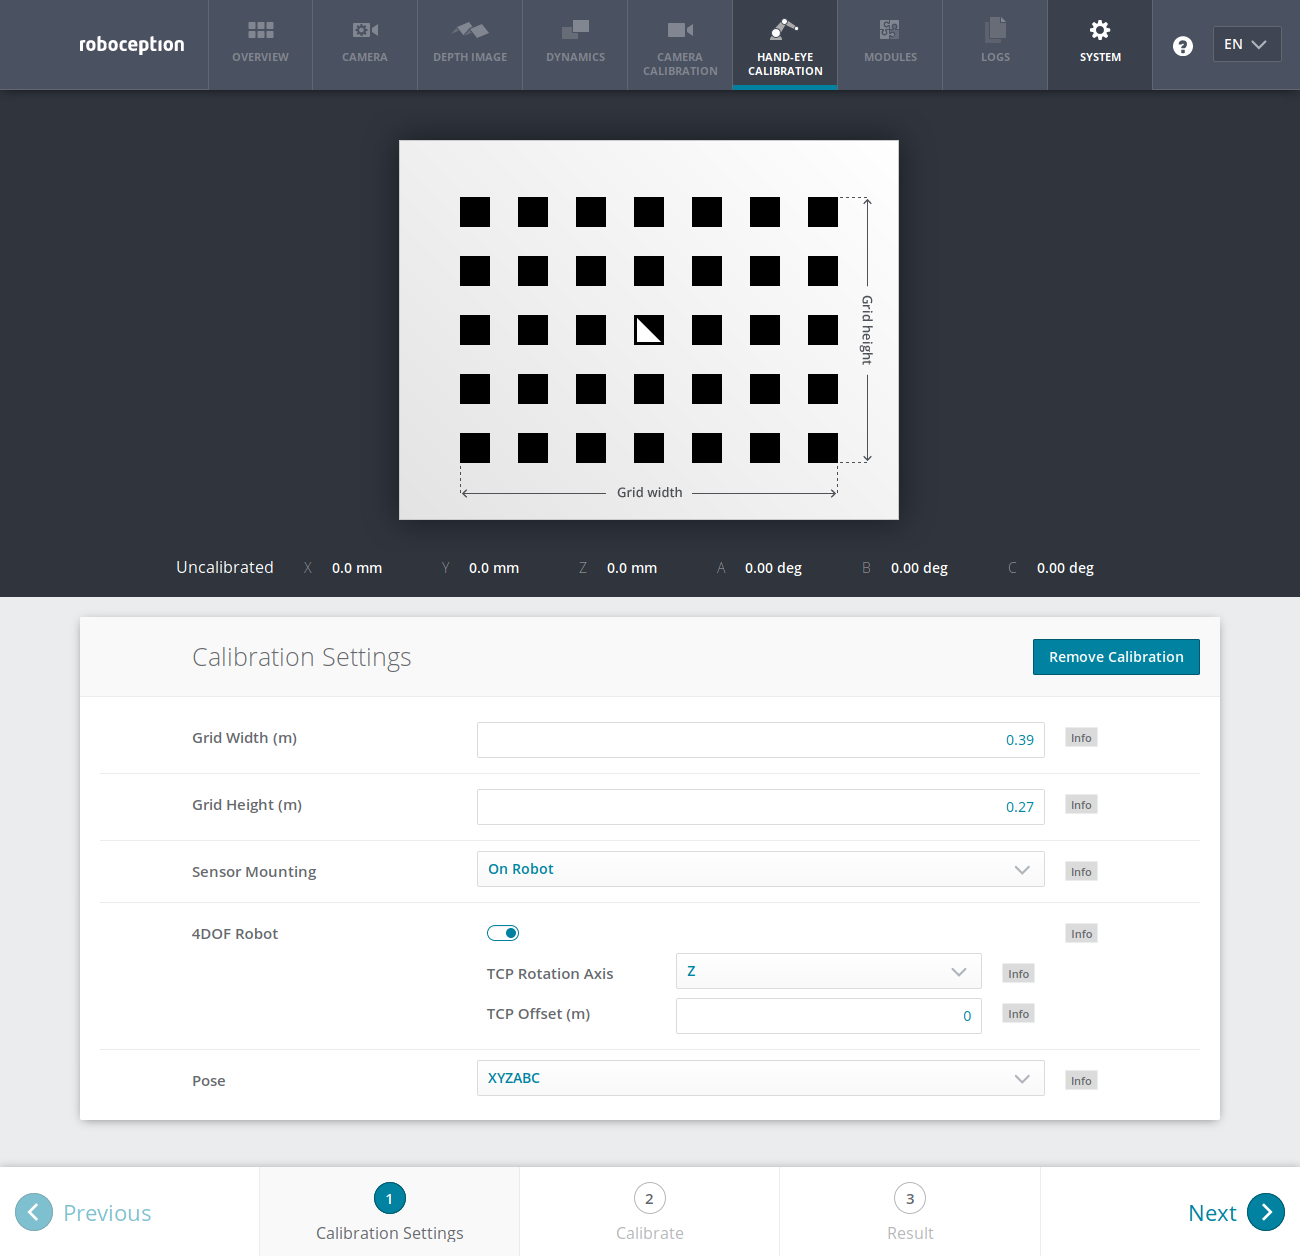 roboception
OVERVIEW
CAMERA
DEPTH IMAGE
DYNAMICS
CAMERA
CALIBRATION
HAND-EYE
CALIBRATION
MODULES
LOGS
SYSTEM
?
EN
Grid height
Grid width
Uncalibrated X 0.0 mm Y 0.0 mm Z 0.0 mm A 0.00 deg B 0.00 deg C 0.00 deg
Calibration Settings
Remove Calibration
Grid Width (m) 0.39 Info
Grid Height (m) 0.27 Info
Sensor Mounting On Robot Info
4DOF Robot Info
TCP Rotation Axis Z Info
TCP Offset (m) 0 Info
Pose XYZABC Info
Previous
1
Calibration Settings
2
Calibrate
3
Result
Next